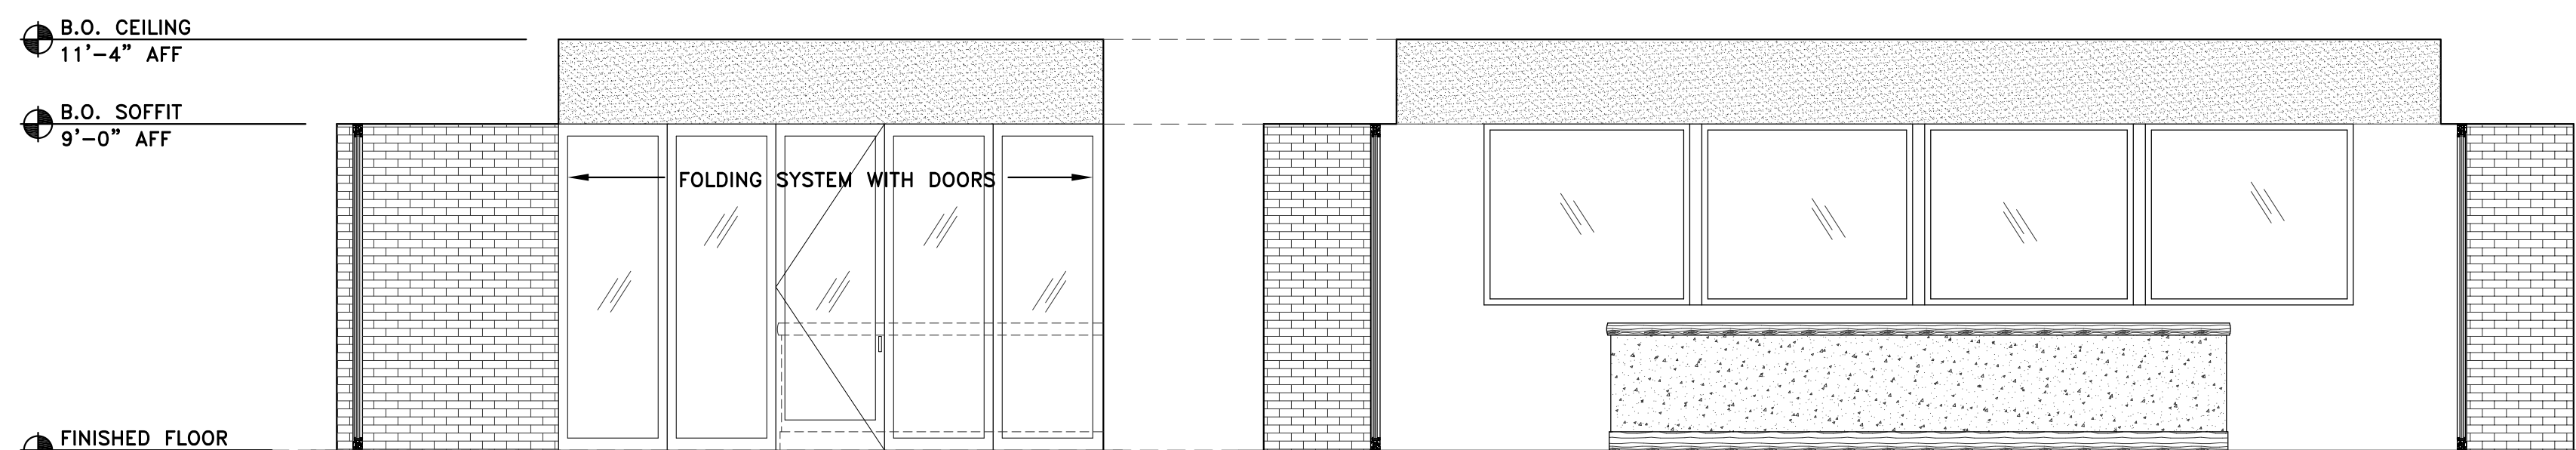 B.O. CEILING
11'-4" AFF
B.O. SOFFIT
9'-0" AFF
FOLDING SYSTEM WITH DOORS
FINISHED FLOOR